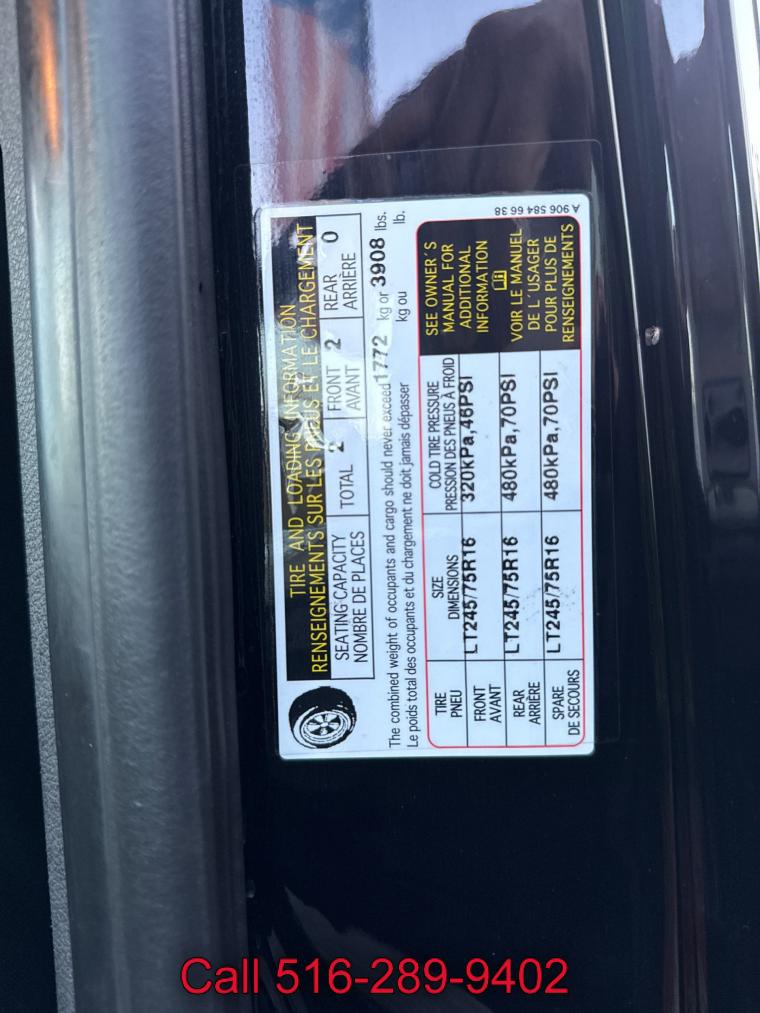 TIRE AND LOADING INFORMATION
RENSEIGNEMENTS SUR LES PNEUS ET LE CHARGEMENT
SEATING CAPACITY
NOMBRE DE PLACES
TOTAL 2
FRONT
AVANT
2
REAR
ARRIÈRE
0
The combined weight of occupants and cargo should never exceed 1772 kg or 3908 lbs.
Le poids total des occupants et du chargement ne doit jamais dépasser kg ou lb.
TIRE
PNEU
SIZE
DIMENSIONS
COLD TIRE PRESSURE
PRESSION DES PNEUS À FROID
FRONT
AVANT
LT245/75R16
320kPa,46PSI
REAR
ARRIÈRE
LT245/75R16
480kPa,70PSI
SPARE
DE SECOURS
LT245/75R16
480kPa,70PSI
SEE OWNER'S
MANUAL FOR
ADDITIONAL
INFORMATION
VOIR LE MANUEL
DE L'USAGER
POUR PLUS DE
RENSEIGNEMENTS
A 906 584 66 38
Call 516-289-9402